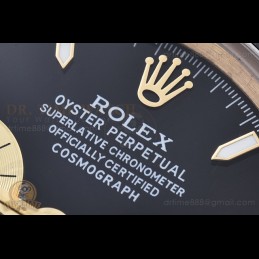 ROLEX
OYSTER PERPETUAL
SUPERLATIVE CHRONOMETER
OFFICIALLY CERTIFIED
COSMOGRAPH